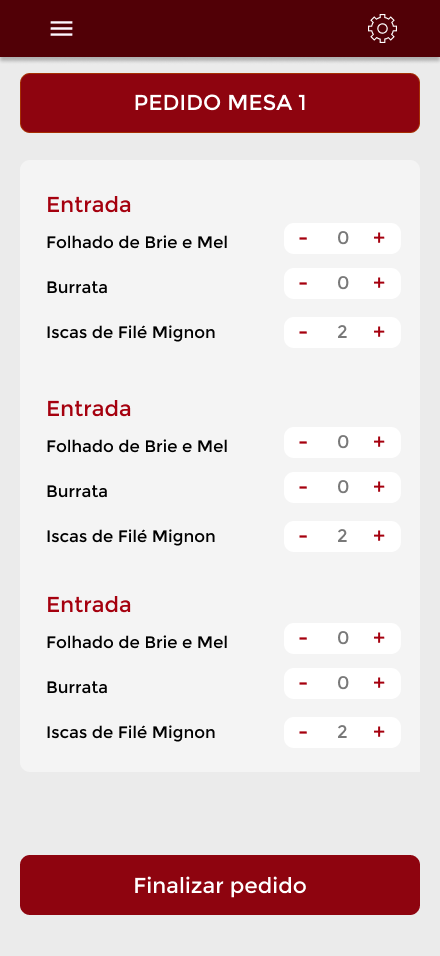 PEDIDO MESA 1
Entrada
Folhado de Brie e Mel - 0 +
Burrata - 0 +
Iscas de Filé Mignon - 2 +
Entrada
Folhado de Brie e Mel - 0 +
Burrata - 0 +
Iscas de Filé Mignon - 2 +
Entrada
Folhado de Brie e Mel - 0 +
Burrata - 0 +
Iscas de Filé Mignon - 2 +
Finalizar pedido